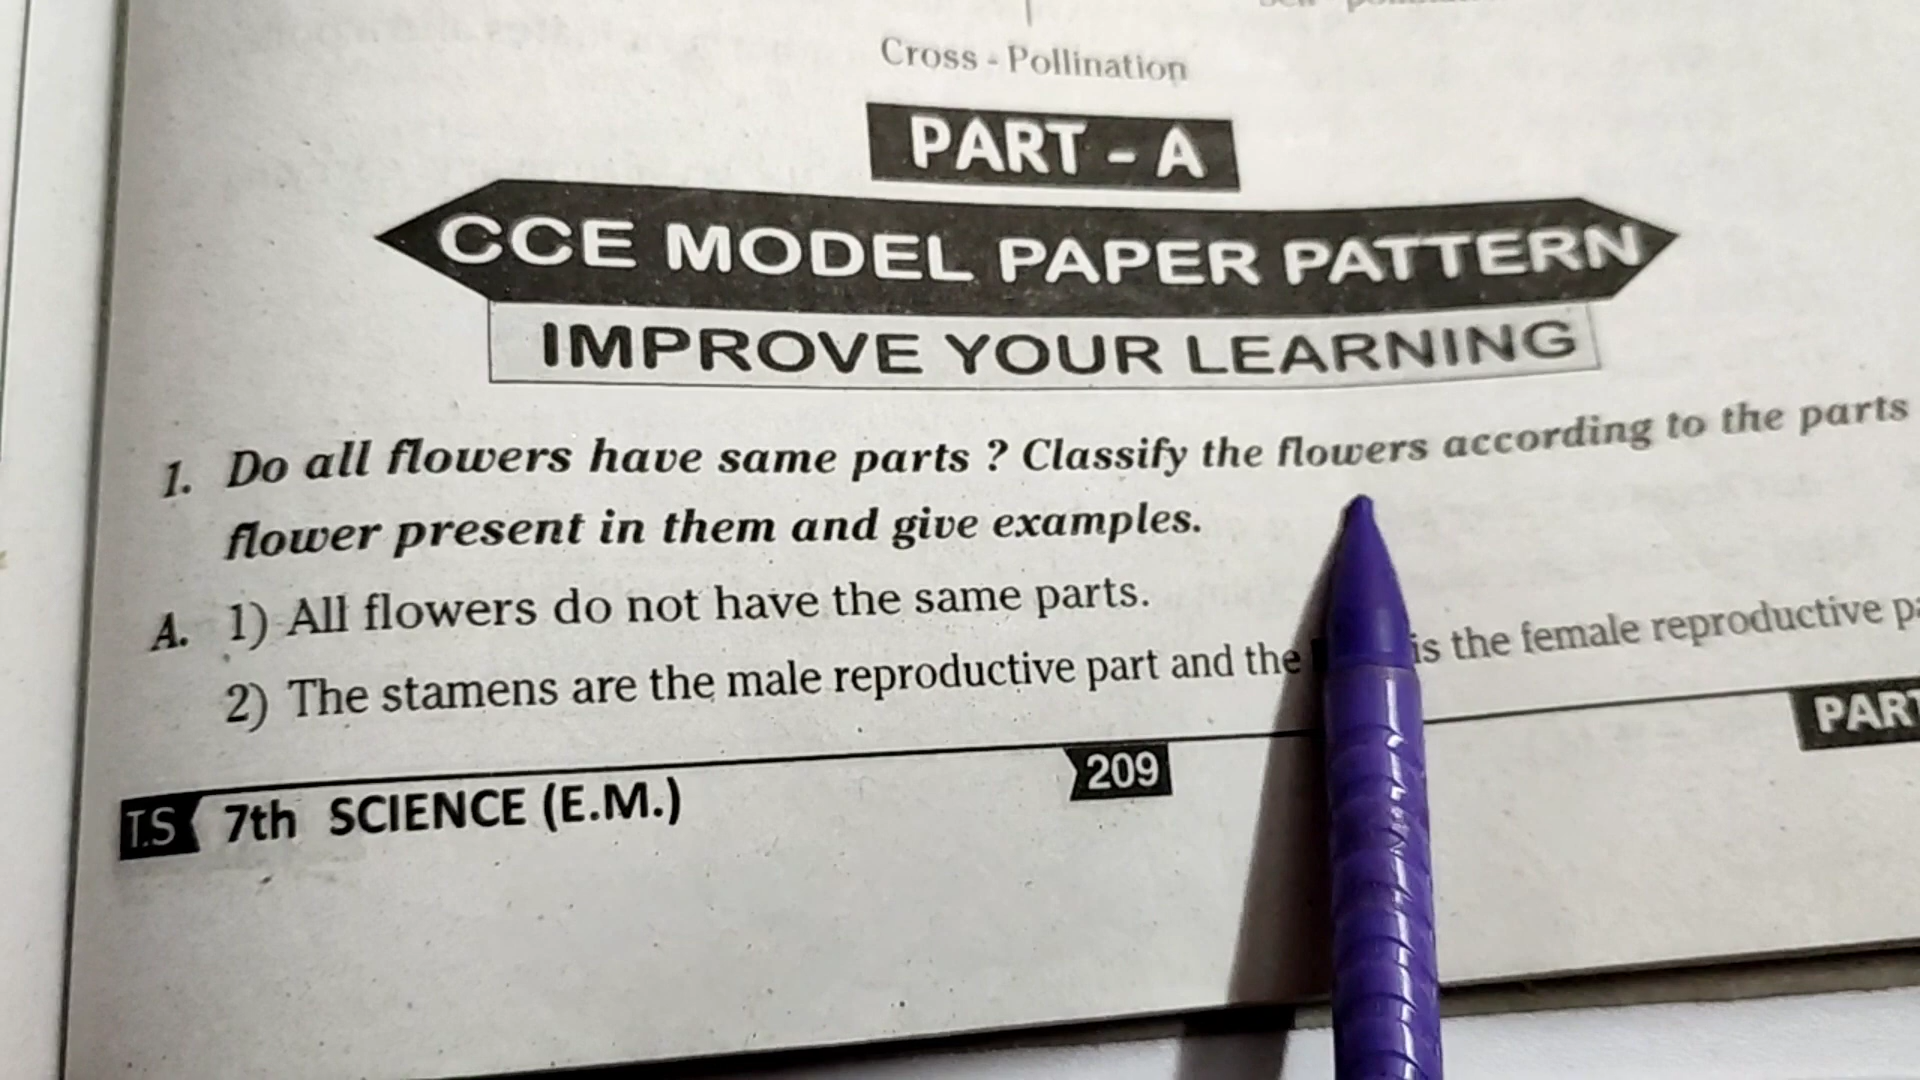 Cross - Pollination
PART - A
CCE MODEL PAPER PATTERN
IMPROVE YOUR LEARNING
1. Do all flowers have same parts ? Classify the flowers according to the parts
flower present in them and give examples.
A. 1) All flowers do not have the same parts.
2) The stamens are the male reproductive part and the is the female reproductive
PART
T.S 7th SCIENCE (E.M.) 209